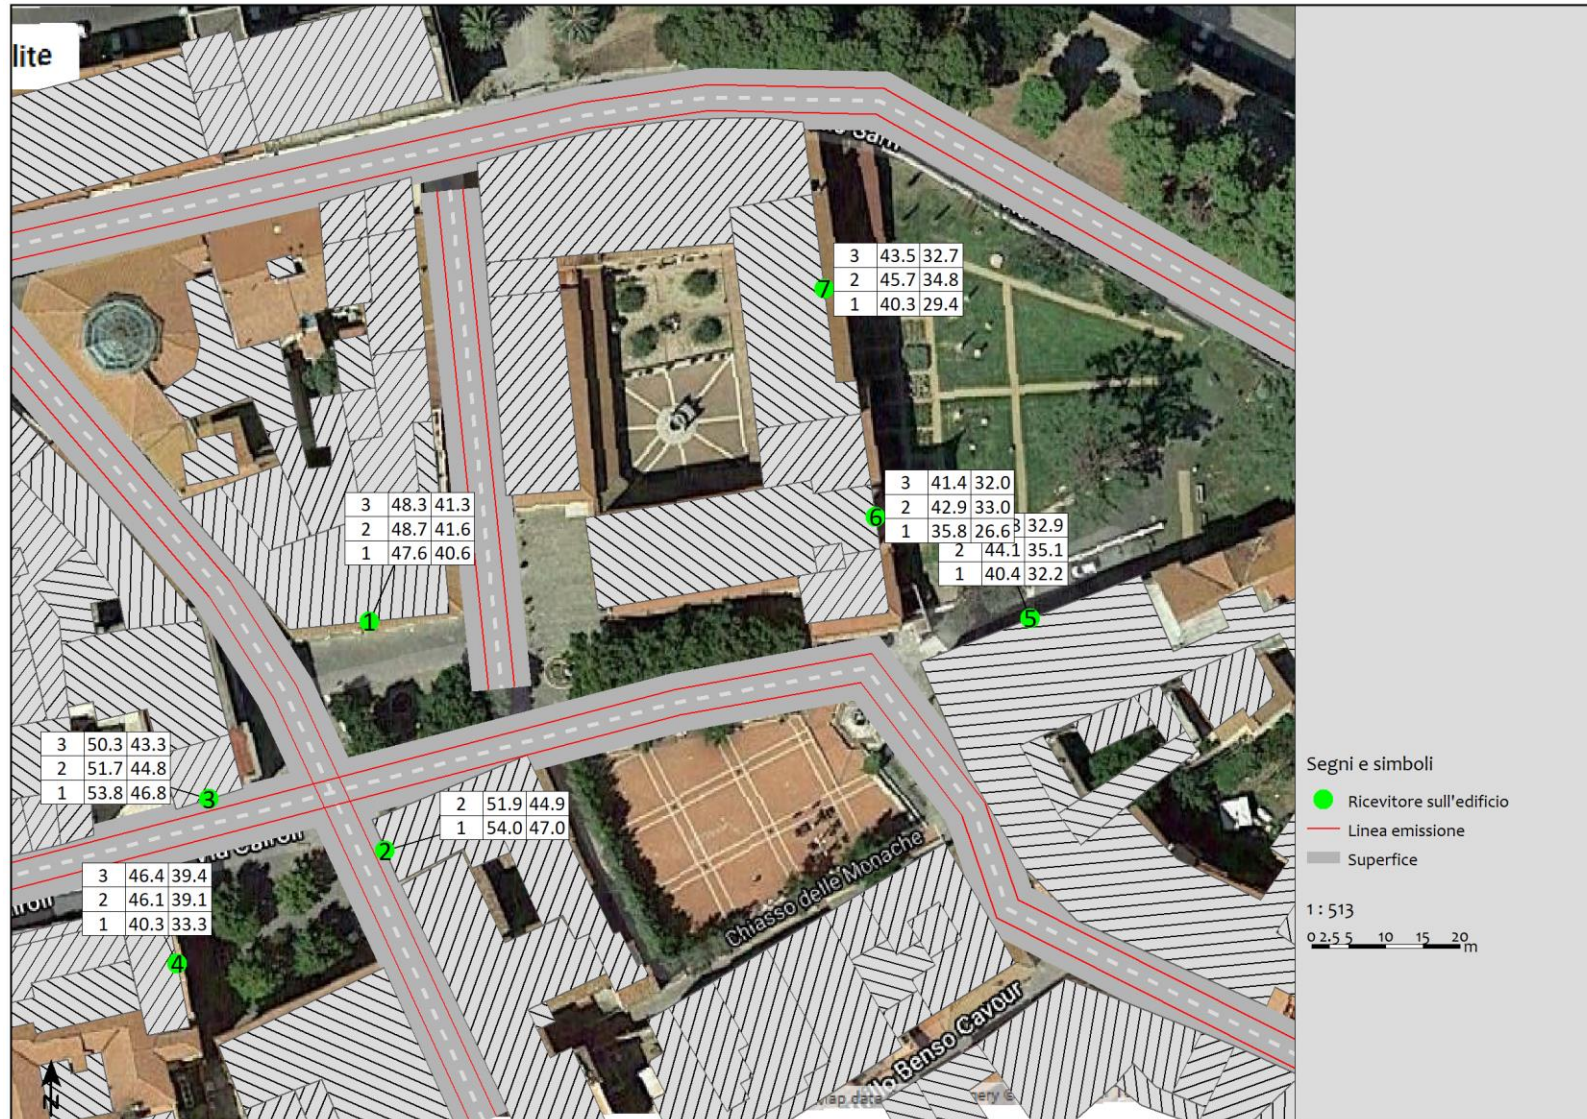 lite
3 43.5 32.7
2 45.7 34.8
1 40.3 29.4
7
3 48.3 41.3
2 48.7 41.6
1 47.6 40.6
1
3 41.4 32.0
2 42.9 33.0
1 35.8 26.6
6
32.9
2 44.1 35.1
1 40.4 32.2
5
3 50.3 43.3
2 51.7 44.8
1 53.8 46.8
3
2 51.9 44.9
1 54.0 47.0
2
3 46.4 39.4
2 46.1 39.1
1 40.3 33.3
4
Cairoli
Chiasso delle Monache
Benso Cavour
map data
N
Segni e simboli
Ricevitore sull'edificio
Linea emissione
Superfice
1 : 513
0 2.5 5 10 15 20
m